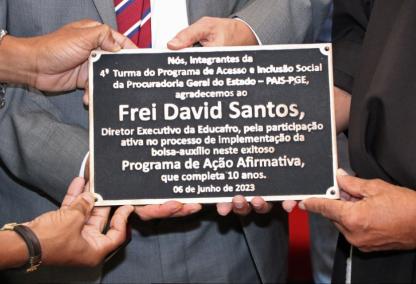 Nós, integrantes da
4ª Turma do Programa de Acesso e Inclusão Social
da Procuradoria Geral do Estado – PAIS-PGE,
agradecemos ao
Frei David Santos,
Diretor Executivo da Educafro, pela participação
ativa no processo de implementação da
bolsa-auxílio neste exitoso
Programa de Ação Afirmativa,
que completa 10 anos.
06 de Junho de 2023